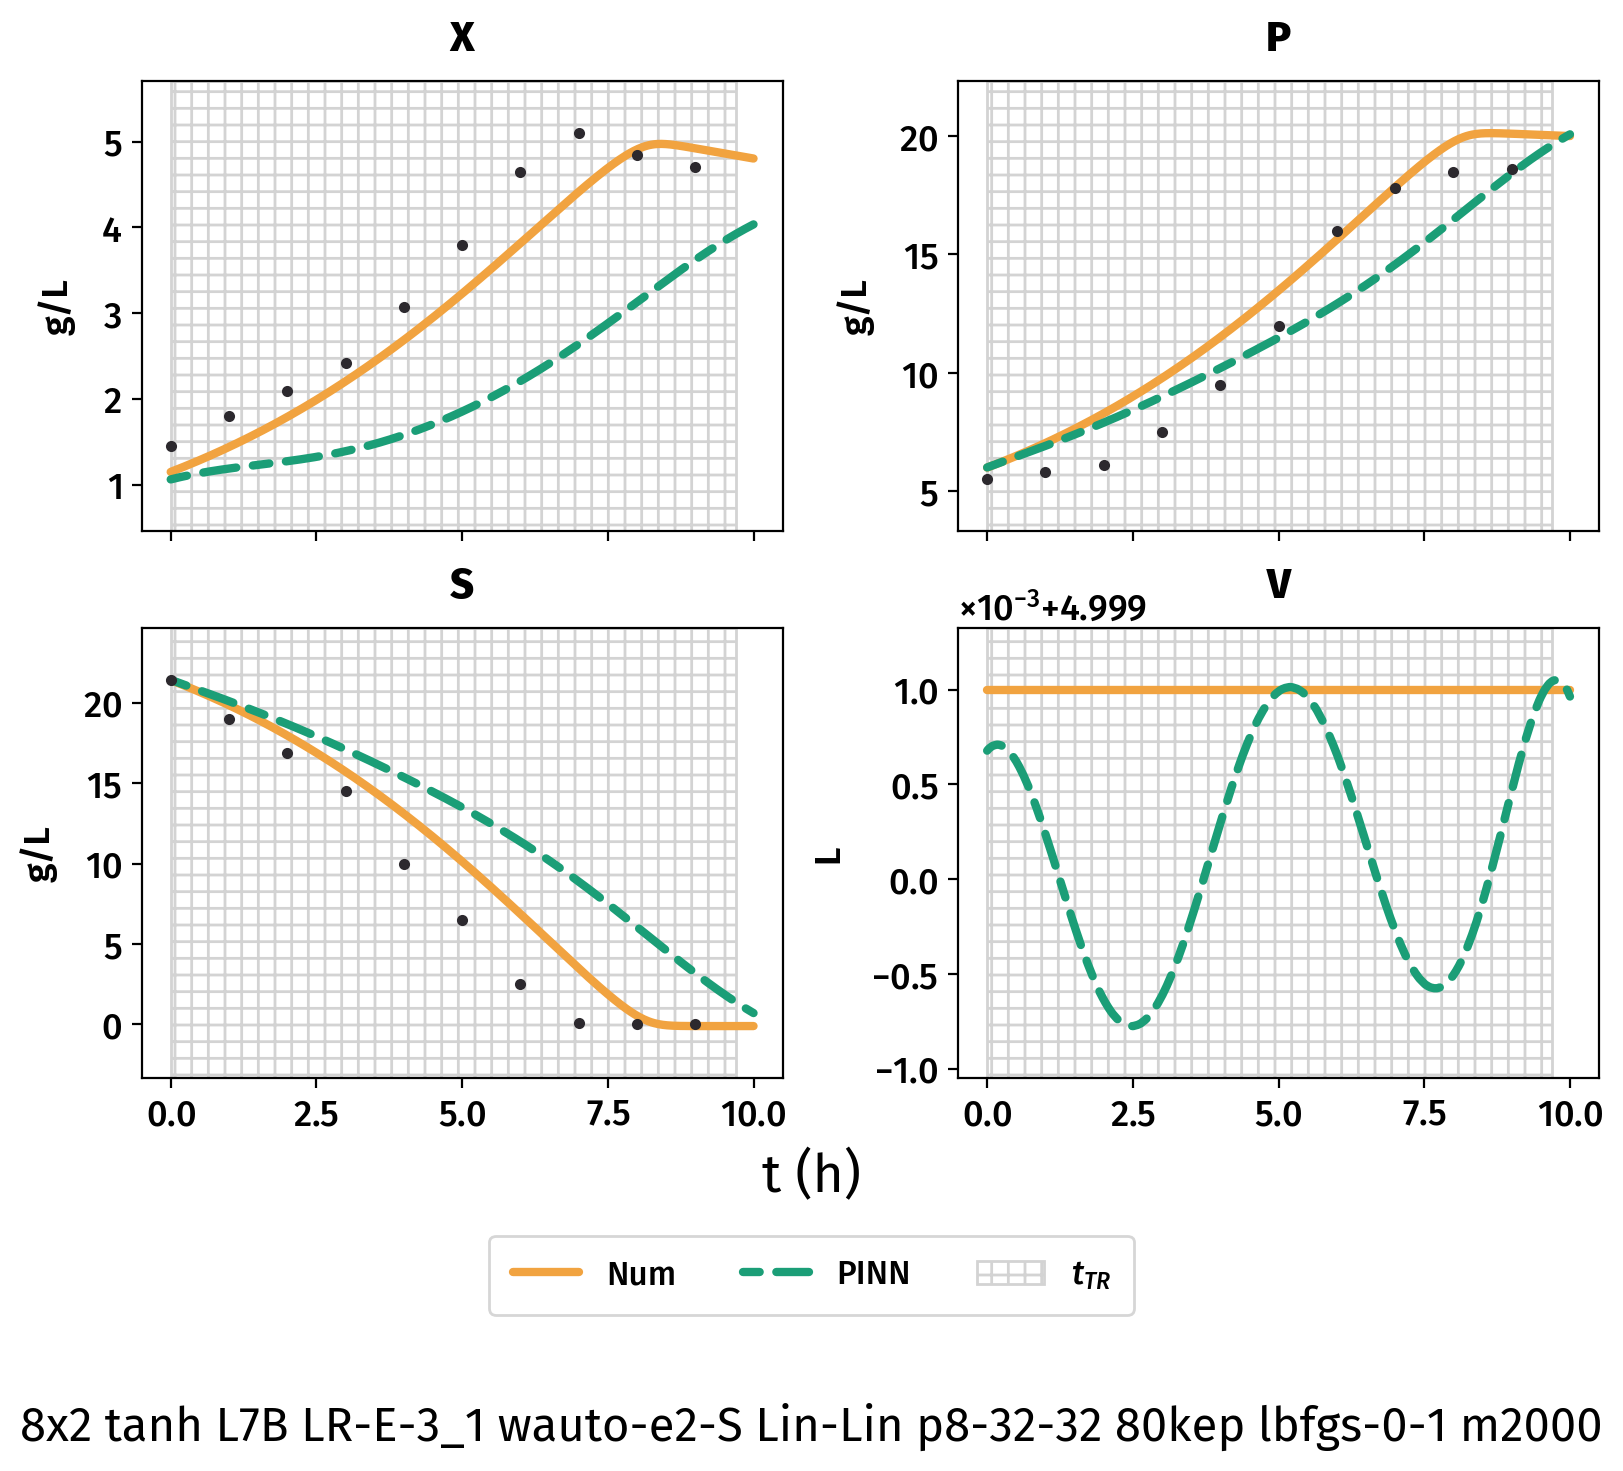 X
P
5
4
3
2
1
g/L
20
15
10
5
g/L
S
V
×10⁻³+4.999
20
15
10
5
0
g/L
1.0
0.5
0.0
−0.5
−1.0
L
0.0 2.5 5.0 7.5 10.0
0.0 2.5 5.0 7.5 10.0
t (h)
Num PINN t_TR
8x2 tanh L7B LR-E-3_1 wauto-e2-S Lin-Lin p8-32-32 80kep lbfgs-0-1 m2000